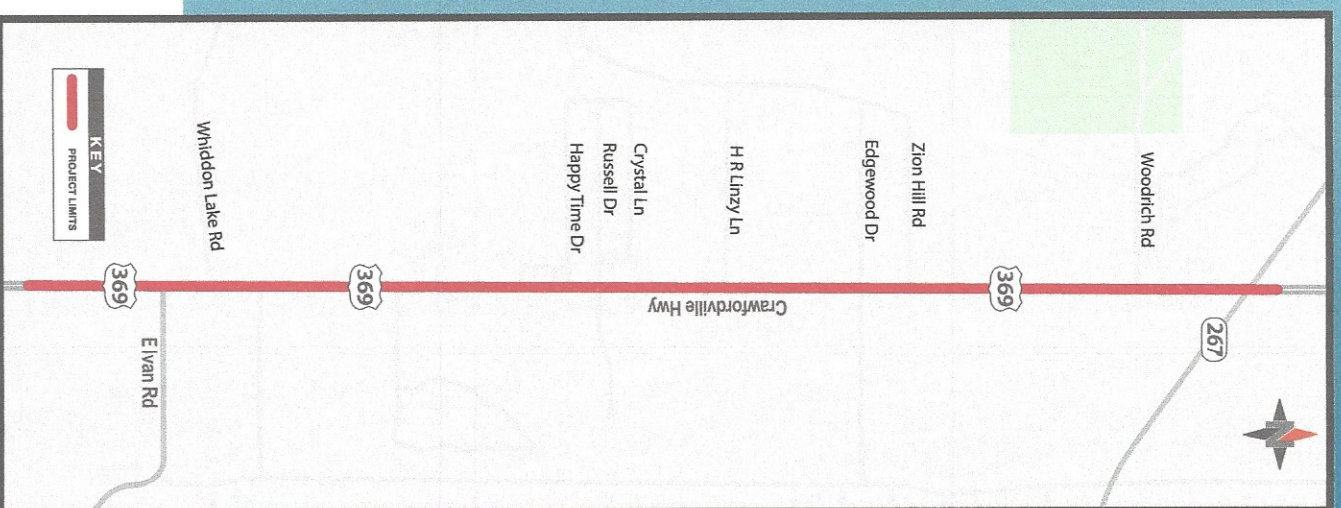 N
267
Woodrich Rd
369
Zion Hill Rd
Edgewood Dr
H R Linzy Ln
Crawfordville Hwy
Crystal Ln
Russell Dr
Happy Time Dr
369
Whiddon Lake Rd
E Ivan Rd
369
KEY
PROJECT LIMITS